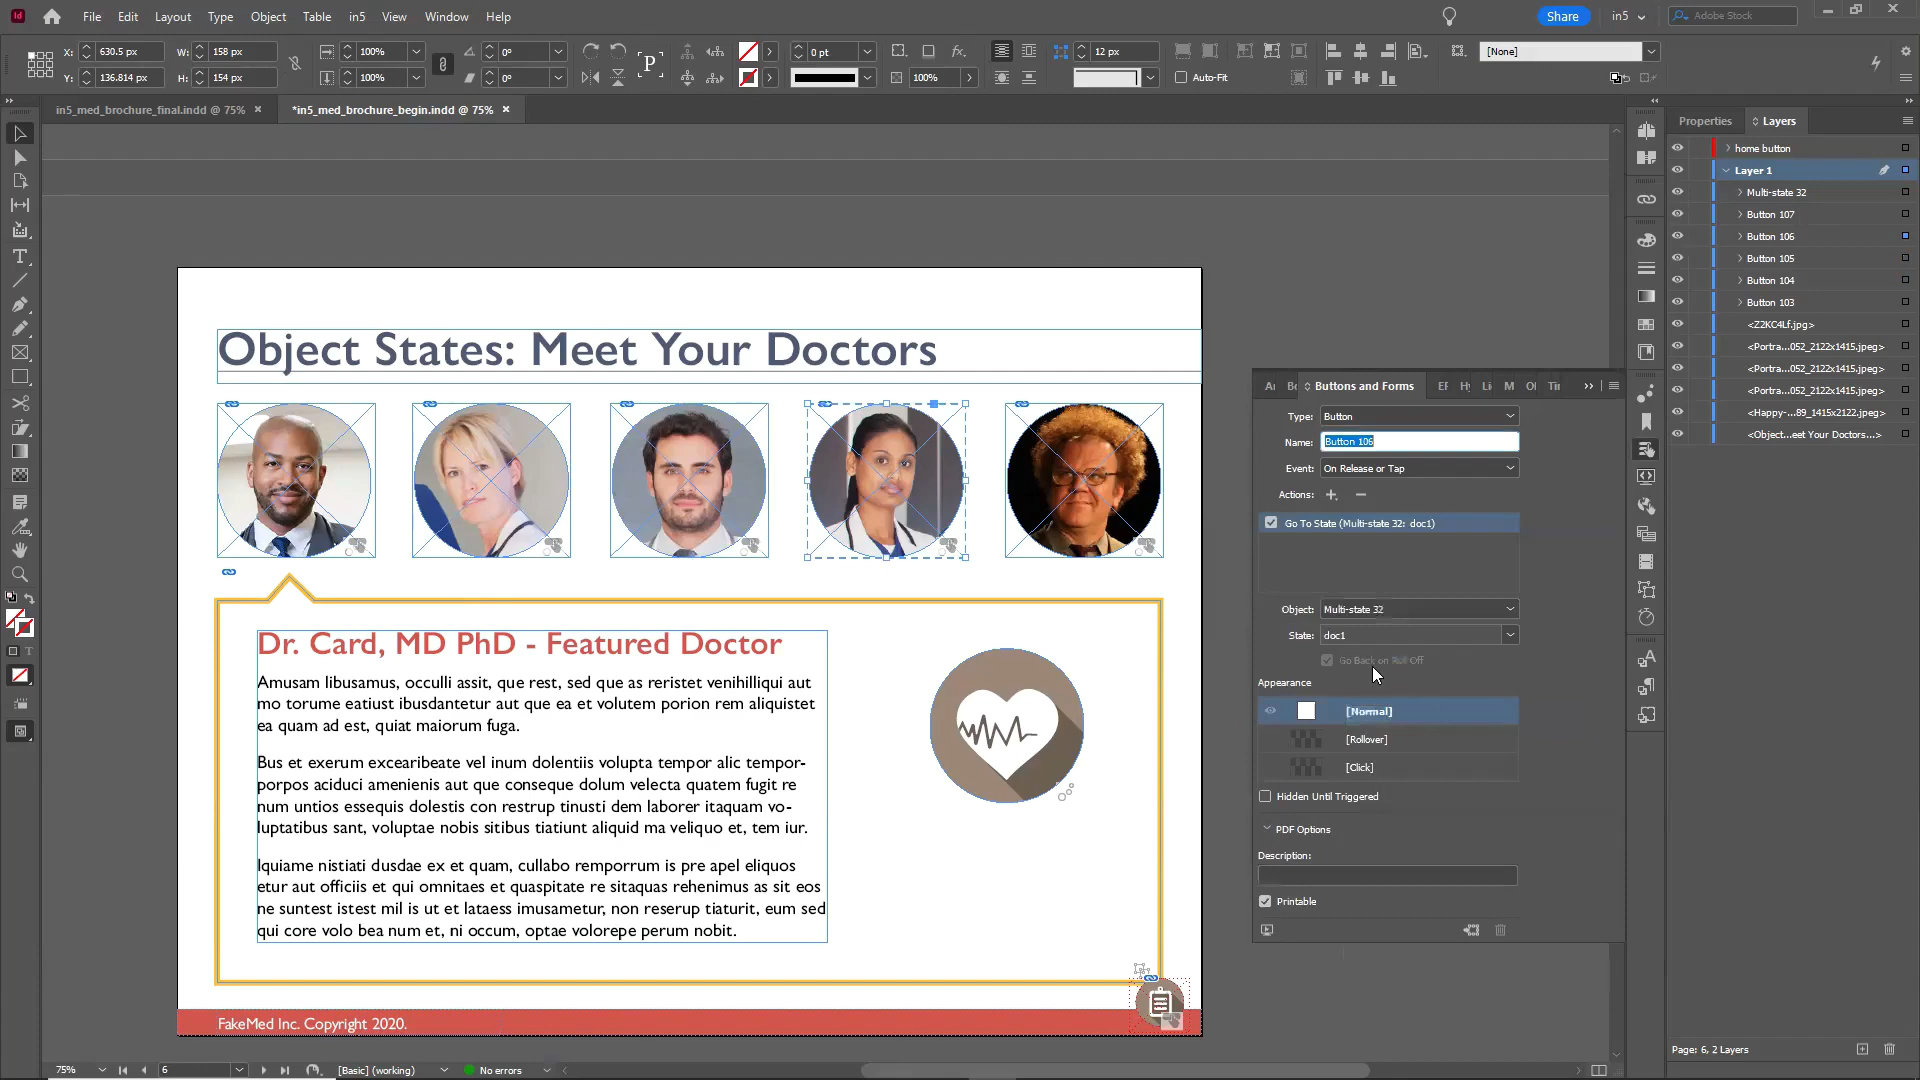 Id File Edit Layout Type Object Table in5 View Window Help Share in5 Adobe Stock
X: 630.5 px W: 158 px 100% 0° P 0 pt fx. 12 px [None]
Y: 136.814 px H: 154 px 100% 0° 100% Auto-Fit
in5_med_brochure_final.indd @ 75% × *in5_med_brochure_begin.indd @ 75% ×
Properties Layers
home button
Layer 1
Multi-state 32
Button 107
Button 106
Button 105
Button 104
Button 103
<Z2KC4Lf.jpg>
<Portra...052_2122x1415.jpeg>
<Portra...052_2122x1415.jpeg>
<Portra...052_2122x1415.jpeg>
<Happy-...89_1415x2122.jpeg>
<Object...eet Your Doctors...>
Object States: Meet Your Doctors
Buttons and Forms
Type: Button
Name: Button 106
Event: On Release or Tap
Actions: + −
Go To State (Multi-state 32: doc1)
Object: Multi-state 32
State: doc1
Go Back on Roll Off
Appearance
[Normal]
[Rollover]
[Click]
Hidden Until Triggered
PDF Options
Description:
Printable
Dr. Card, MD PhD - Featured Doctor
Amusam libusamus, occulli assit, que rest, sed que as reristet venihilliqui aut
mo torume eatiust ibusdantetur aut que ea et volutem porion rem aliquistet
ea quam ad est, quiat maiorum fuga.
Bus et exerum excearibeate vel inum dolentiis volupta tempor alic tempor-
porpos aciduci amenienis aut que conseque dolum velecta quatem fugit re
num untios essequis dolestis con restrup tinusti dem laborer itaquam vo-
luptatibus sant, voluptae nobis sitibus tiatiunt aliquid ma veliquo et, tem iur.
Iquiame nistiati dusdae ex et quam, cullabo remporrum is pre apel eliquos
etur aut officiis et qui omnitaes et quaspitate re sitaquas rehenimus as sit eos
ne suntest istest mil is ut et lataess imusametur, non reserup tiaturit, eum sed
qui core volo bea num et, ni occum, optae volorepe perum nobit.
FakeMed Inc. Copyright 2020.
Page: 6, 2 Layers
75% 6 [Basic] (working) No errors